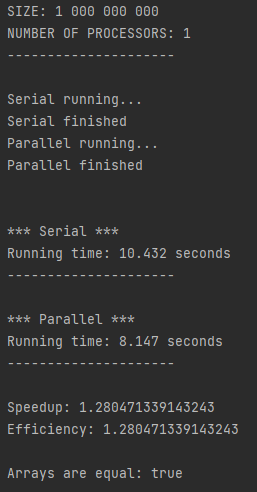 SIZE: 1 000 000 000
NUMBER OF PROCESSORS: 1
---------------------
Serial running...
Serial finished
Parallel running...
Parallel finished
*** Serial ***
Running time: 10.432 seconds
---------------------
*** Parallel ***
Running time: 8.147 seconds
---------------------
Speedup: 1.280471339143243
Efficiency: 1.280471339143243
Arrays are equal: true